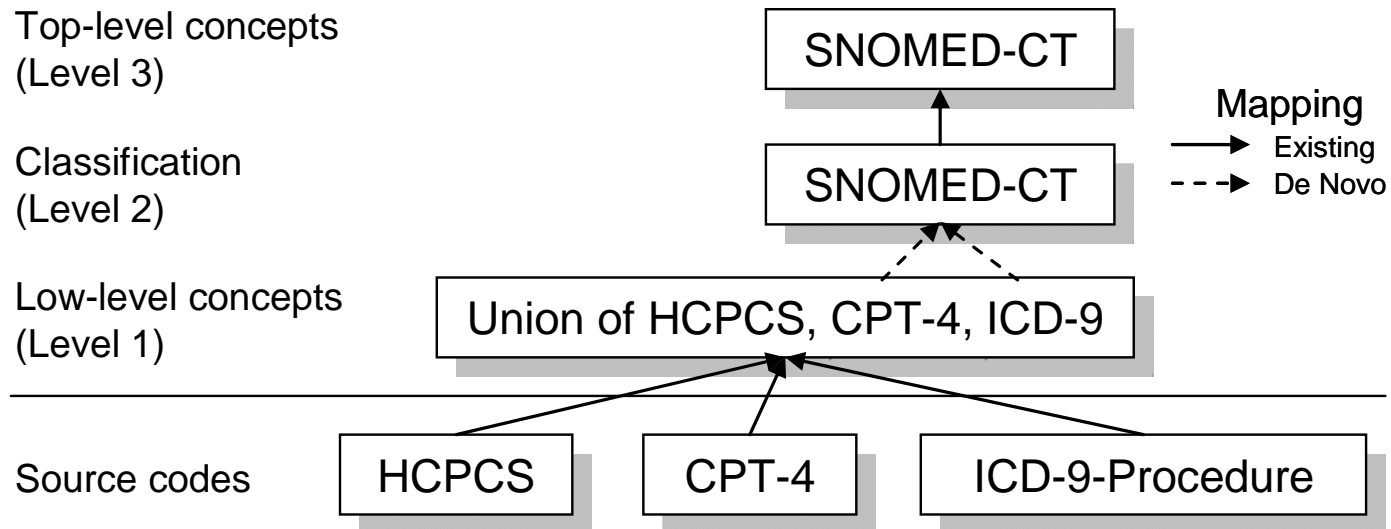 Top-level concepts
(Level 3)
SNOMED-CT
Mapping
Existing
De Novo
Classification
(Level 2)
SNOMED-CT
Low-level concepts
(Level 1)
Union of HCPCS, CPT-4, ICD-9
Source codes
HCPCS
CPT-4
ICD-9-Procedure